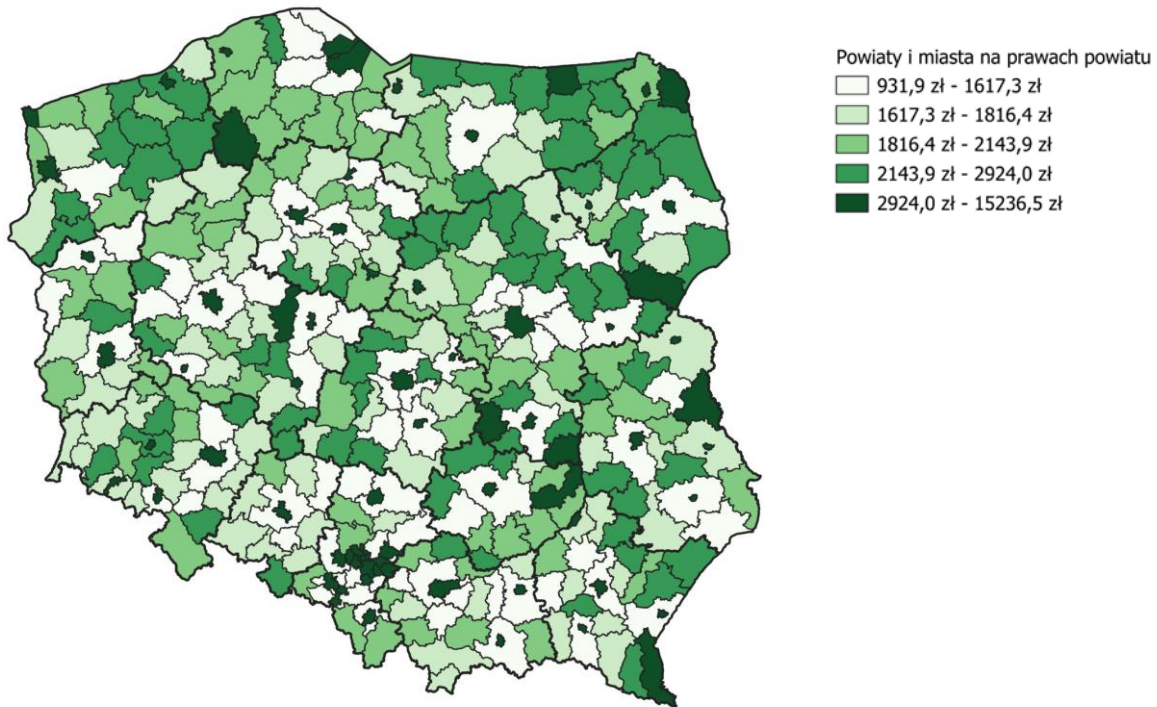 Powiaty i miasta na prawach powiatu
931,9 zł - 1617,3 zł
1617,3 zł - 1816,4 zł
1816,4 zł - 2143,9 zł
2143,9 zł - 2924,0 zł
2924,0 zł - 15236,5 zł